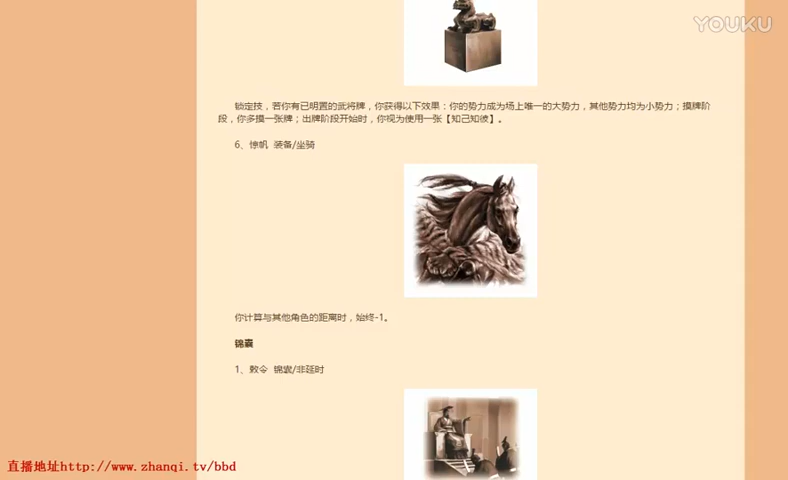 YOUKU
锁定技，若你有已明置的武将牌，你获得以下效果：你的势力成为场上唯一的大势力，其他势力均为小势力；摸牌阶
段，你多摸一张牌；出牌阶段开始时，你视为使用一张【知己知彼】。
6、惊帆 装备/坐骑
你计算与其他角色的距离时，始终-1。
锦囊
1、敕令 锦囊/非延时
直播地址http://www.zhanqi.tv/bbd